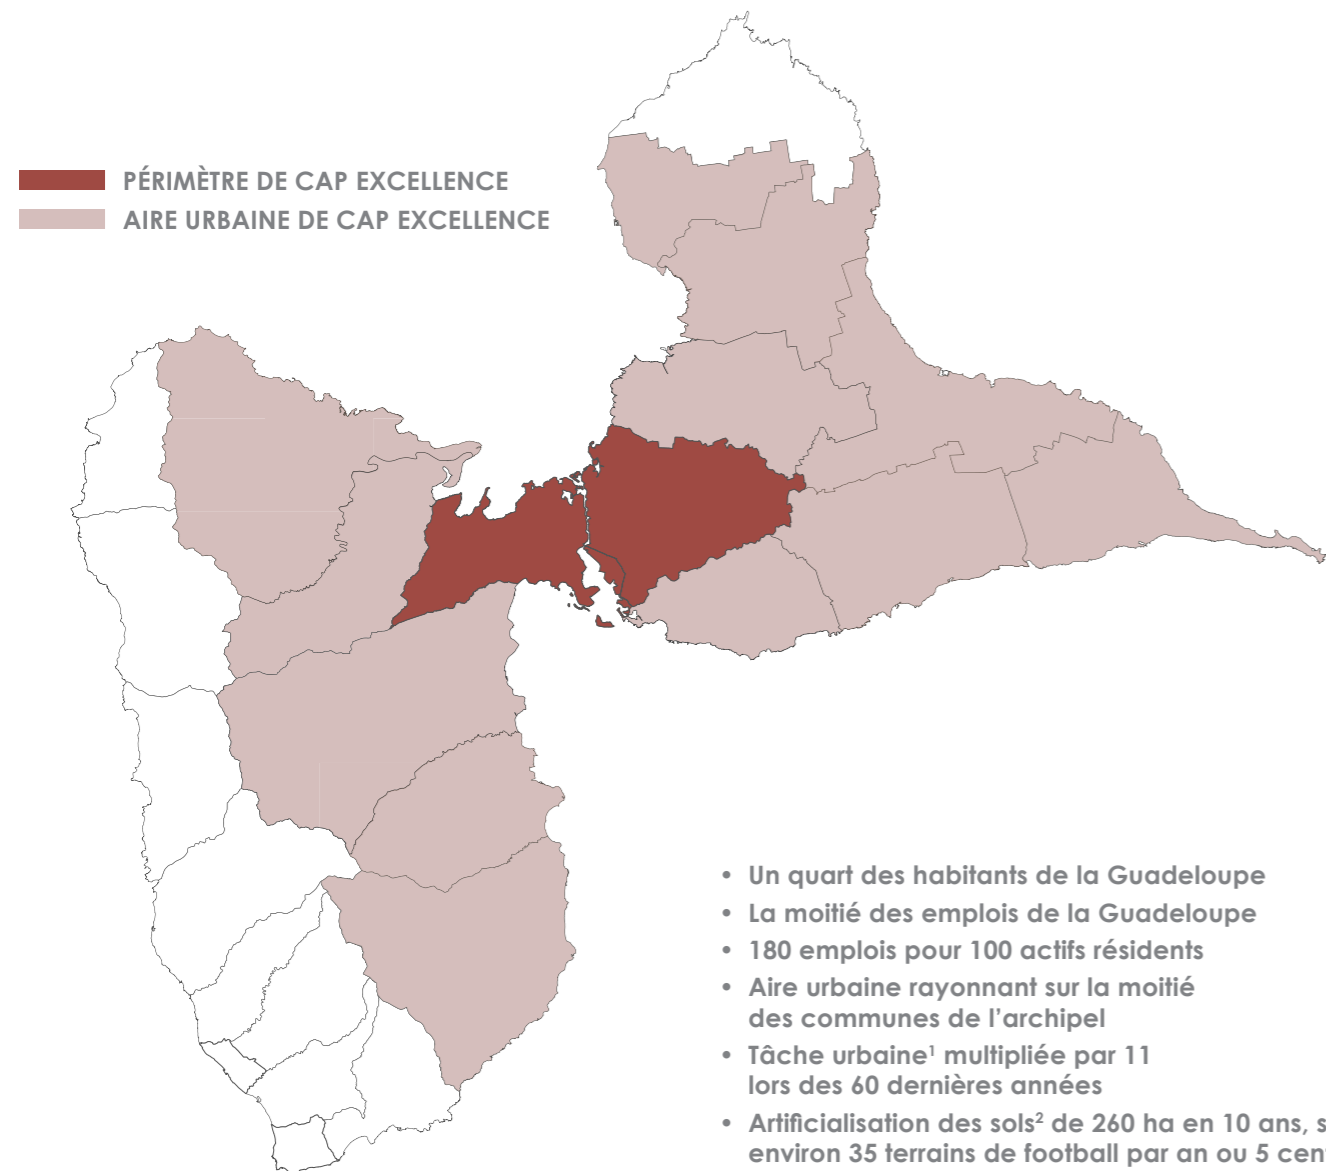 PÉRIMÈTRE DE CAP EXCELLENCE
AIRE URBAINE DE CAP EXCELLENCE
• Un quart des habitants de la Guadeloupe
• La moitié des emplois de la Guadeloupe
• 180 emplois pour 100 actifs résidents
• Aire urbaine rayonnant sur la moitié
des communes de l’archipel
• Tâche urbaine¹ multipliée par 11
lors des 60 dernières années
• Artificialisation des sols² de 260 ha en 10 ans,
environ 35 terrains de football par an ou 5